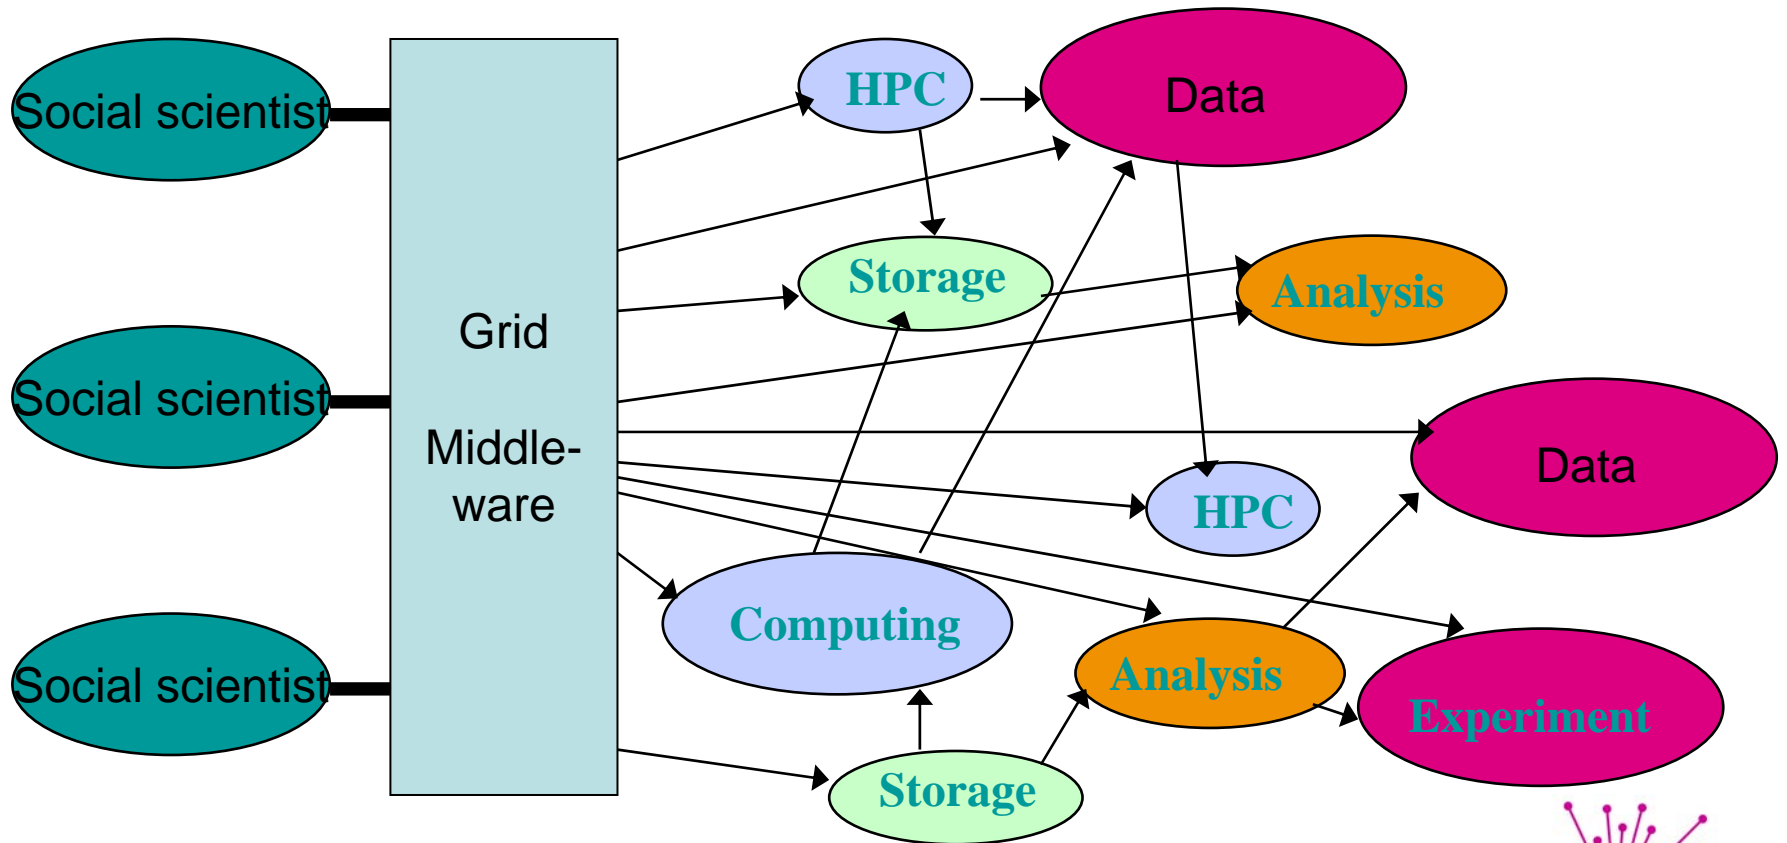 Social scientist
Social scientist
Social scientist
Grid
Middle-
ware
HPC
Data
Storage
Analysis
Data
HPC
Computing
Analysis
Experiment
Storage